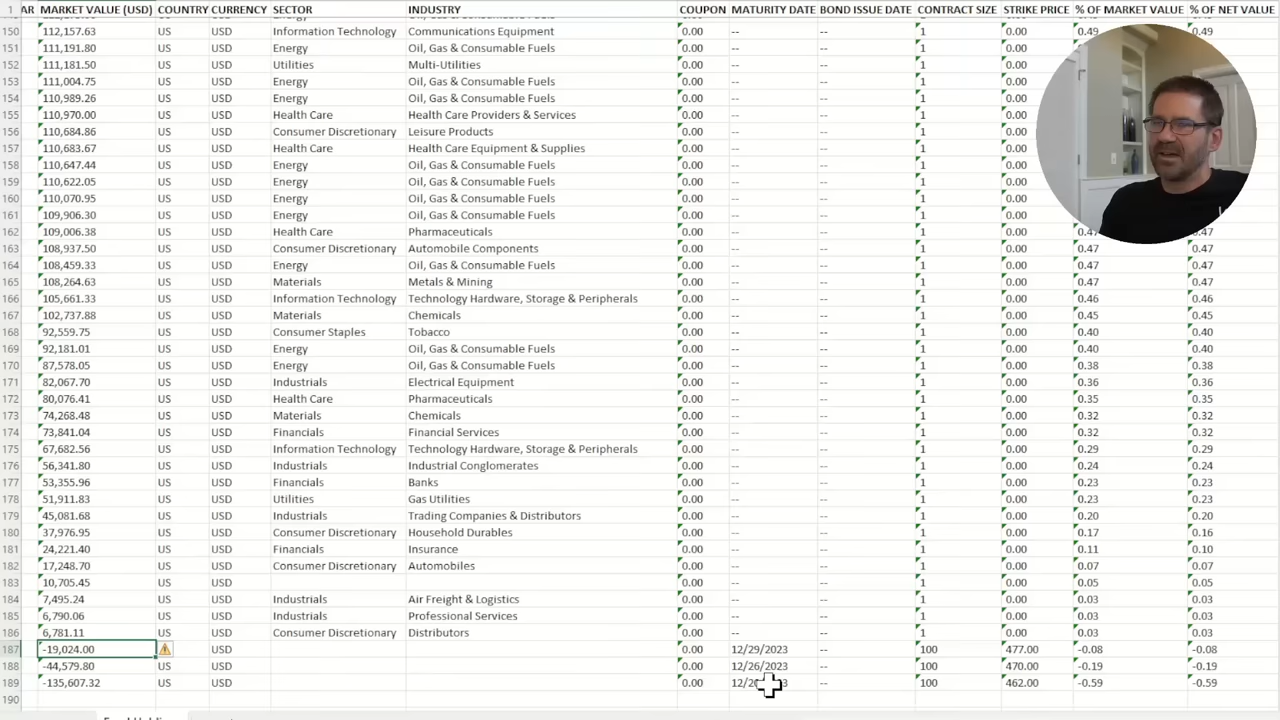 1 AR MARKET VALUE (USD) COUNTRY CURRENCY SECTOR INDUSTRY COUPON MATURITY DATE BOND ISSUE DATE CONTRACT SIZE STRIKE PRICE % OF MARKET VALUE % OF NET VALUE
150 112,157.63 US USD Information Technology Communications Equipment 0.00 -- -- 1 0.00 0.49 0.49
151 111,191.80 US USD Energy Oil, Gas & Consumable Fuels 0.00 -- -- 1 0.00
152 111,181.50 US USD Utilities Multi-Utilities 0.00 -- -- 1 0.00
153 111,004.75 US USD Energy Oil, Gas & Consumable Fuels 0.00 -- -- 1 0.00
154 110,989.26 US USD Energy Oil, Gas & Consumable Fuels 0.00 -- -- 1 0.00
155 110,970.00 US USD Health Care Health Care Providers & Services 0.00 -- -- 1 0.00
156 110,684.86 US USD Consumer Discretionary Leisure Products 0.00 -- -- 1 0.00
157 110,683.67 US USD Health Care Health Care Equipment & Supplies 0.00 -- -- 1 0.00
158 110,647.44 US USD Energy Oil, Gas & Consumable Fuels 0.00 -- -- 1 0.00
159 110,622.05 US USD Energy Oil, Gas & Consumable Fuels 0.00 -- -- 1 0.00
160 110,070.95 US USD Energy Oil, Gas & Consumable Fuels 0.00 -- -- 1 0.00
161 109,906.30 US USD Energy Oil, Gas & Consumable Fuels 0.00 -- -- 1 0.00
162 109,006.38 US USD Health Care Pharmaceuticals 0.00 -- -- 1 0.00 0.47 0.47
163 108,937.50 US USD Consumer Discretionary Automobile Components 0.00 -- -- 1 0.00 0.47 0.47
164 108,459.33 US USD Energy Oil, Gas & Consumable Fuels 0.00 -- -- 1 0.00 0.47 0.47
165 108,264.63 US USD Materials Metals & Mining 0.00 -- -- 1 0.00 0.47 0.47
166 105,661.33 US USD Information Technology Technology Hardware, Storage & Peripherals 0.00 -- -- 1 0.00 0.46 0.46
167 102,737.88 US USD Materials Chemicals 0.00 -- -- 1 0.00 0.45 0.45
168 92,559.75 US USD Consumer Staples Tobacco 0.00 -- -- 1 0.00 0.40 0.40
169 92,181.01 US USD Energy Oil, Gas & Consumable Fuels 0.00 -- -- 1 0.00 0.40 0.40
170 87,578.05 US USD Energy Oil, Gas & Consumable Fuels 0.00 -- -- 1 0.00 0.38 0.38
171 82,067.70 US USD Industrials Electrical Equipment 0.00 -- -- 1 0.00 0.36 0.36
172 80,076.41 US USD Health Care Pharmaceuticals 0.00 -- -- 1 0.00 0.35 0.35
173 74,268.48 US USD Materials Chemicals 0.00 -- -- 1 0.00 0.32 0.32
174 73,841.04 US USD Financials Financial Services 0.00 -- -- 1 0.00 0.32 0.32
175 67,682.56 US USD Information Technology Technology Hardware, Storage & Peripherals 0.00 -- -- 1 0.00 0.29 0.29
176 56,341.80 US USD Industrials Industrial Conglomerates 0.00 -- -- 1 0.00 0.24 0.24
177 53,355.96 US USD Financials Banks 0.00 -- -- 1 0.00 0.23 0.23
178 51,911.83 US USD Utilities Gas Utilities 0.00 -- -- 1 0.00 0.23 0.23
179 45,081.68 US USD Industrials Trading Companies & Distributors 0.00 -- -- 1 0.00 0.20 0.20
180 37,976.95 US USD Consumer Discretionary Household Durables 0.00 -- -- 1 0.00 0.17 0.16
181 24,221.40 US USD Financials Insurance 0.00 -- -- 1 0.00 0.11 0.10
182 17,248.70 US USD Consumer Discretionary Automobiles 0.00 -- -- 1 0.00 0.07 0.07
183 10,705.45 US USD 0.00 -- -- 1 0.00 0.05 0.05
184 7,495.24 US USD Industrials Air Freight & Logistics 0.00 -- -- 1 0.00 0.03 0.03
185 6,790.06 US USD Industrials Professional Services 0.00 -- -- 1 0.00 0.03 0.03
186 6,781.11 US USD Consumer Discretionary Distributors 0.00 -- -- 1 0.00 0.03 0.03
187 -19,024.00 USD 0.00 12/29/2023 -- 100 477.00 -0.08 -0.08
188 -44,579.80 US USD 0.00 12/26/2023 -- 100 470.00 -0.19 -0.19
189 -135,607.32 US USD 0.00 -- 100 462.00 -0.59 -0.59
190